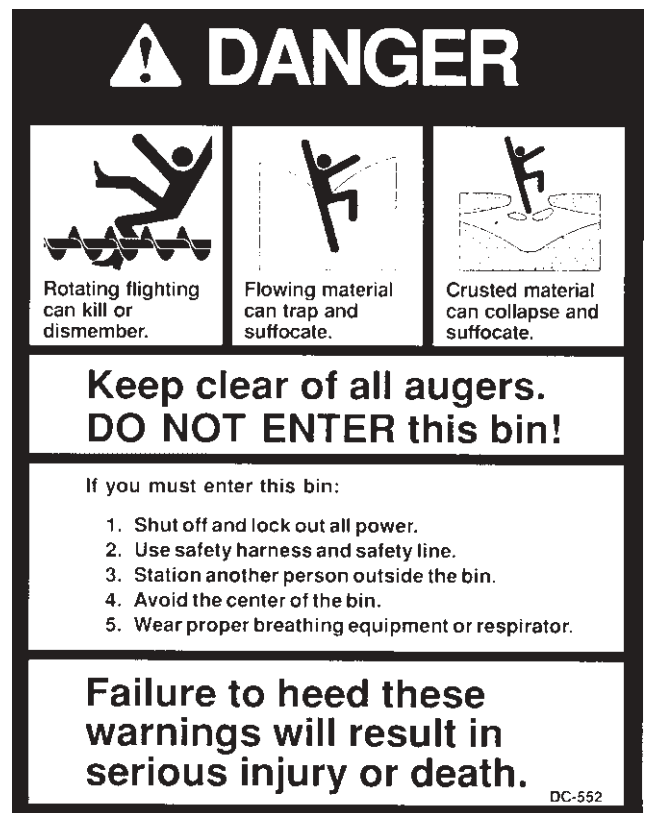 DANGER
Rotating flighting
can kill or
dismember.
Flowing material
can trap and
suffocate.
Crusted material
can collapse and
suffocate.
Keep clear of all augers.
DO NOT ENTER this bin!
If you must enter this bin:
1. Shut off and lock out all power.
2. Use safety harness and safety line.
3. Station another person outside the bin.
4. Avoid the center of the bin.
5. Wear proper breathing equipment or respirator.
Failure to heed these
warnings will result in
serious injury or death.
DC-552